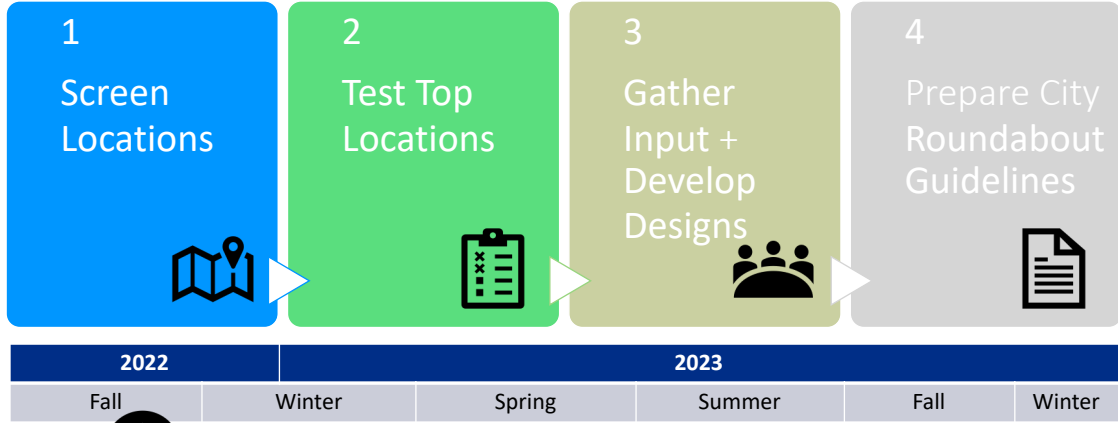 1
Screen
Locations
2
Test Top
Locations
3
Gather
Input +
Develop
Designs
4
Prepare City
Roundabout
Guidelines
2022 2023
Fall Winter Spring Summer Fall Winter